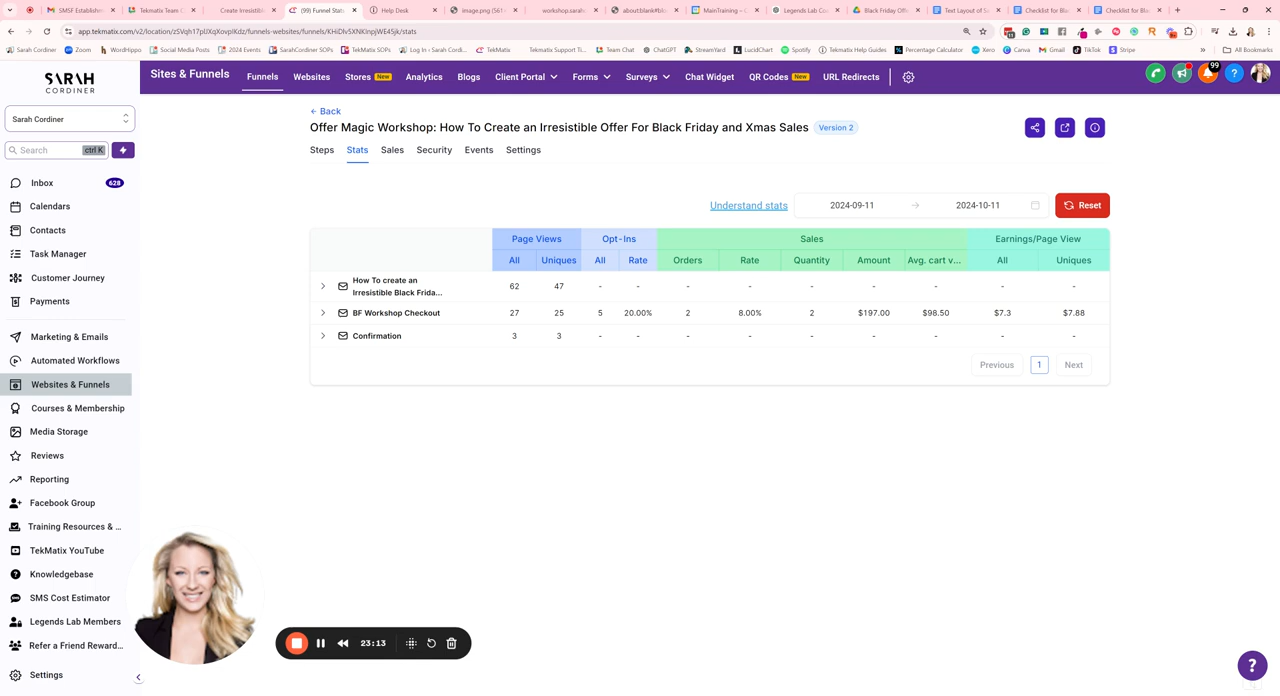 SMSF Establishm
Tekmatix Team C
Create Irresistible
(99) Funnel Stats
Help Desk
image.png (561
workshop.sarahc
about:blank#bloc
MainTraining - C
Legends Lab Co
Black Friday Offe
Text Layout of S
Checklist for Bla
Checklist for Bla
app.tekmatix.com/v2/location/
/funnels-websites/funnels/
/stats
Sarah Cordiner
Zoom
WordHippo
Social Media Posts
2024 Events
SarahCordiner SOPs
TekMatix SOPs
Log In ‹ Sarah Cordi...
TekMatix
Tekmatix Support Ti...
Team Chat
ChatGPT
StreamYard
LucidChart
Spotify
Tekmatix Help Guides
Percentage Calculator
Xero
Canva
Gmail
TikTok
Stripe
All Bookmarks
SARAH
CORDINER
Sites & Funnels
Funnels
Websites
Stores New
Analytics
Blogs
Client Portal
Forms
Surveys
Chat Widget
QR Codes New
URL Redirects
99
?
Sarah Cordiner
Search
ctrl K
Inbox
628
Calendars
Contacts
Task Manager
Customer Journey
Payments
Marketing & Emails
Automated Workflows
Websites & Funnels
Courses & Membership
Media Storage
Reviews
Reporting
Facebook Group
Training Resources & ...
TekMatix YouTube
Knowledgebase
SMS Cost Estimator
Legends Lab Members
Refer a Friend Reward...
Settings
Back
Offer Magic Workshop: How To Create an Irresistible Offer For Black Friday and Xmas Sales
Version 2
Steps
Stats
Sales
Security
Events
Settings
Understand stats
2024-09-11
2024-10-11
Reset
Page Views
Opt-Ins
Sales
Earnings/Page View
All
Uniques
All
Rate
Orders
Rate
Quantity
Amount
Avg. cart v...
All
Uniques
How To create an
Irresistible Black Frida...
62
47
-
-
-
-
-
-
-
-
-
BF Workshop Checkout
27
25
5
20.00%
2
8.00%
2
$197.00
$98.50
$7.3
$7.88
Confirmation
3
3
-
-
-
-
-
-
-
-
-
Previous
1
Next
23:13
?